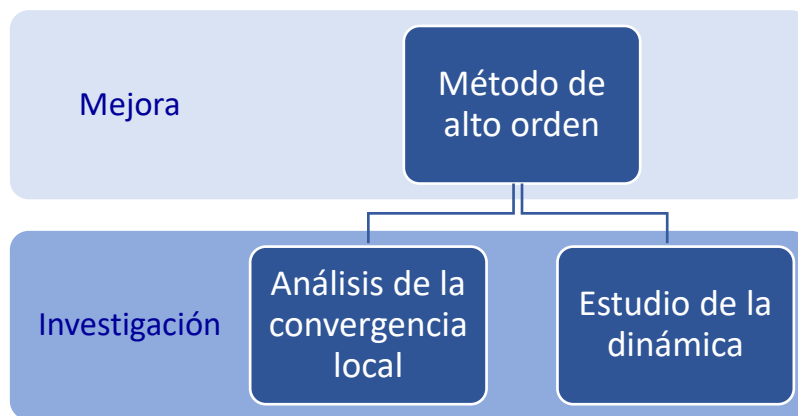 Mejora
Método de
alto orden
Investigación
Análisis de la
convergencia
local
Estudio de la
dinámica